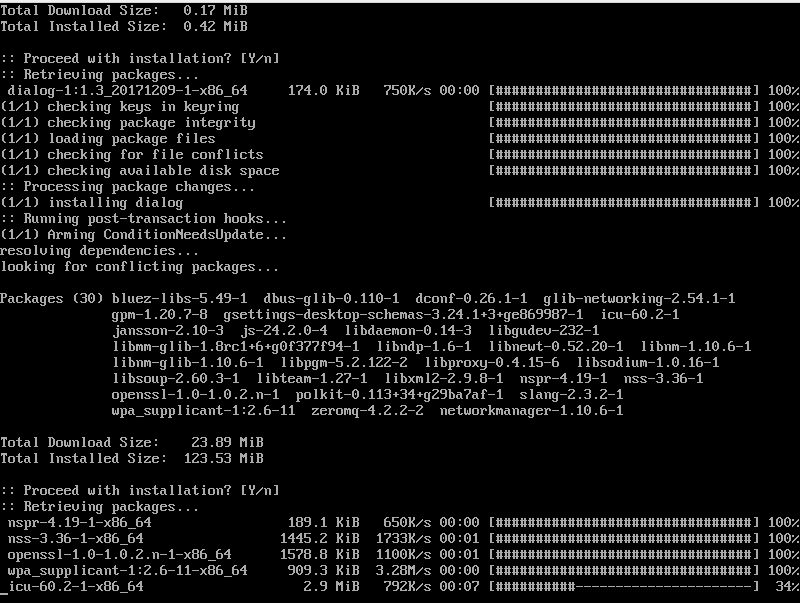 Total Download Size:   0.17 MiB
Total Installed Size:  0.42 MiB
:: Proceed with installation? [Y/n]
:: Retrieving packages...
 dialog-1:1.3_20171209-1-x86_64     174.0 KiB   750K/s 00:00 [################################] 100%
(1/1) checking keys in keyring                               [################################] 100%
(1/1) checking package integrity                             [################################] 100%
(1/1) loading package files                                  [################################] 100%
(1/1) checking for file conflicts                            [################################] 100%
(1/1) checking available disk space                          [################################] 100%
:: Processing package changes...
(1/1) installing dialog                                      [################################] 100%
:: Running post-transaction hooks...
(1/1) Arming ConditionNeedsUpdate...
resolving dependencies...
looking for conflicting packages...
Packages (30) bluez-libs-5.49-1  dbus-glib-0.110-1  dconf-0.26.1-1  glib-networking-2.54.1-1
              gpm-1.20.7-8  gsettings-desktop-schemas-3.24.1+3+ge869987-1  icu-60.2-1
              jansson-2.10-3  js-24.2.0-4  libdaemon-0.14-3  libgudev-232-1
              libmm-glib-1.8rc1+6+g0f377f94-1  libndp-1.6-1  libnewt-0.52.20-1  libnm-1.10.6-1
              libnm-glib-1.10.6-1  libpgm-5.2.122-2  libproxy-0.4.15-6  libsodium-1.0.16-1
              libsoup-2.60.3-1  libteam-1.27-1  libxml2-2.9.8-1  nspr-4.19-1  nss-3.36-1
              openssl-1.0-1.0.2.n-1  polkit-0.113+34+g29ba7af-1  slang-2.3.2-1
              wpa_supplicant-1:2.6-11  zeromq-4.2.2-2  networkmanager-1.10.6-1
Total Download Size:    23.89 MiB
Total Installed Size:  123.53 MiB
:: Proceed with installation? [Y/n]
:: Retrieving packages...
 nspr-4.19-1-x86_64                189.1 KiB   650K/s 00:00 [################################] 100%
 nss-3.36-1-x86_64                1445.2 KiB  1733K/s 00:01 [################################] 100%
 openssl-1.0-1.0.2.n-1-x86_64     1578.8 KiB  1100K/s 00:01 [################################] 100%
 wpa_supplicant-1:2.6-11-x86_64    909.3 KiB  3.28M/s 00:00 [################################] 100%
_icu-60.2-1-x86_64                   2.9 MiB   792K/s 00:07 [##########----------------------]  34%